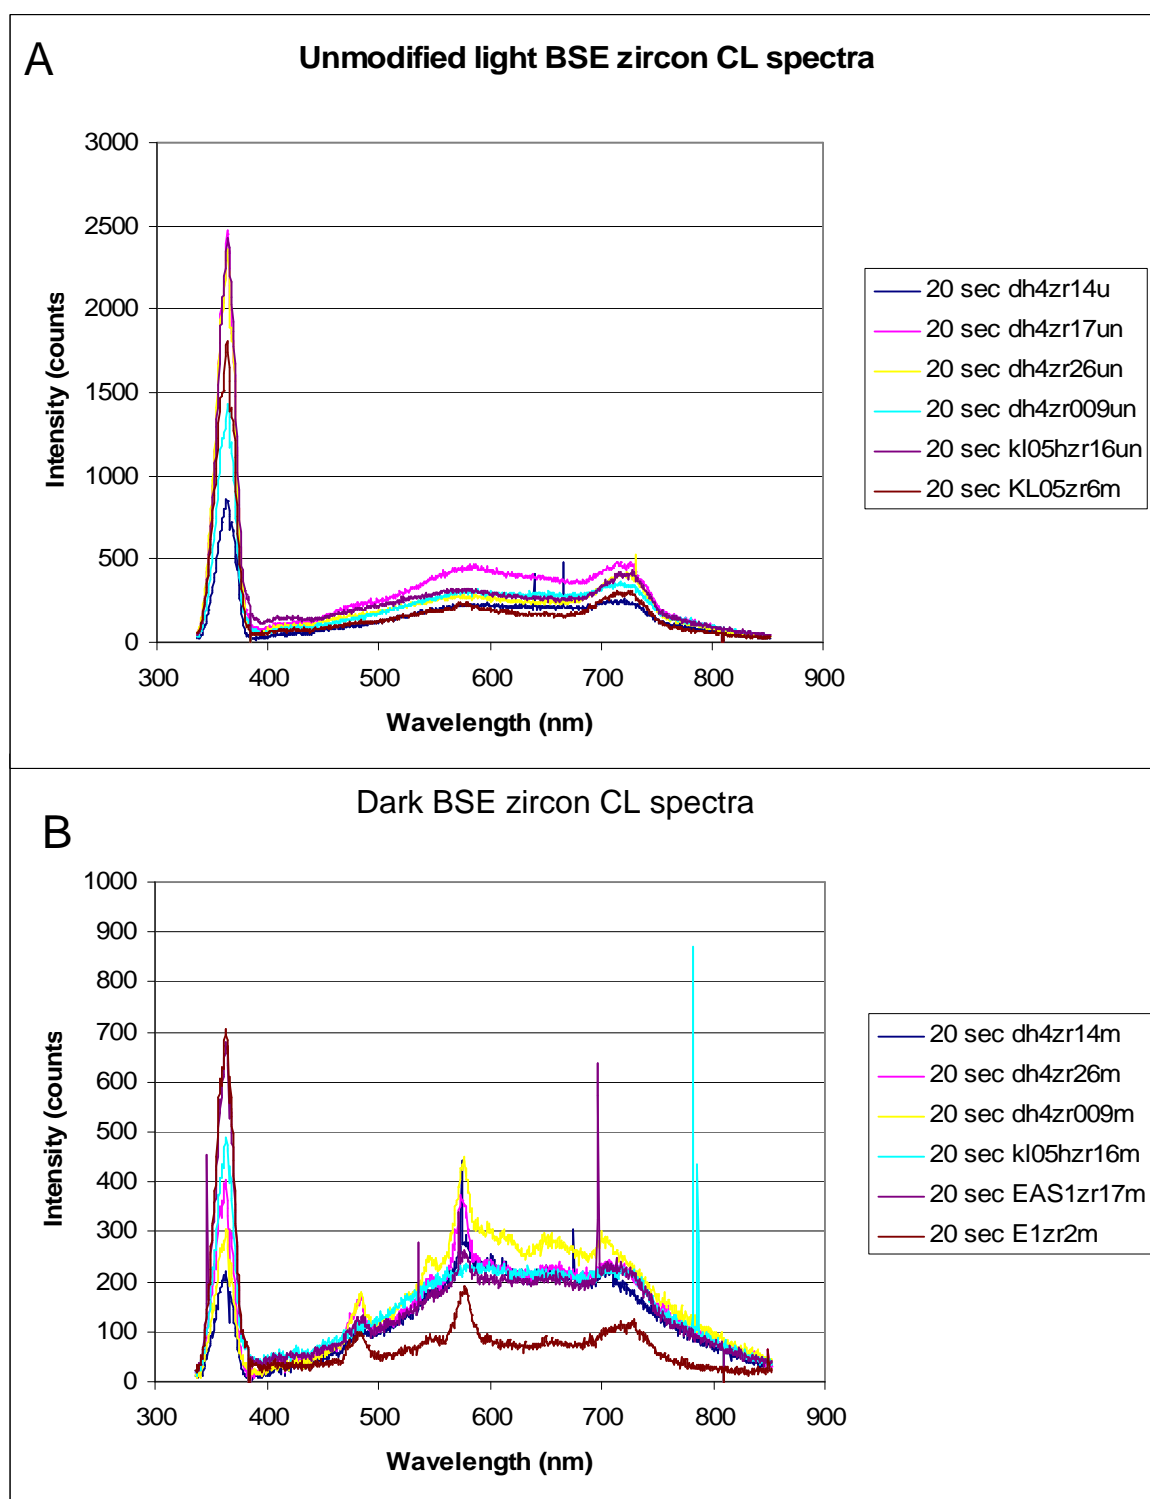 A
Unmodified light BSE zircon CL spectra
3000
2500
2000
1500
1000
500
0
300 400 500 600 700 800 900
Intensity (counts
Wavelength (nm)
20 sec dh4zr14u
20 sec dh4zr17un
20 sec dh4zr26un
20 sec dh4zr009un
20 sec kl05hzr16un
20 sec KL05zr6m
B
Dark BSE zircon CL spectra
1000
900
800
700
600
500
400
300
200
100
0
300 400 500 600 700 800 900
Intensity (counts
Wavelength (nm)
20 sec dh4zr14m
20 sec dh4zr26m
20 sec dh4zr009m
20 sec kl05hzr16m
20 sec EAS1zr17m
20 sec E1zr2m